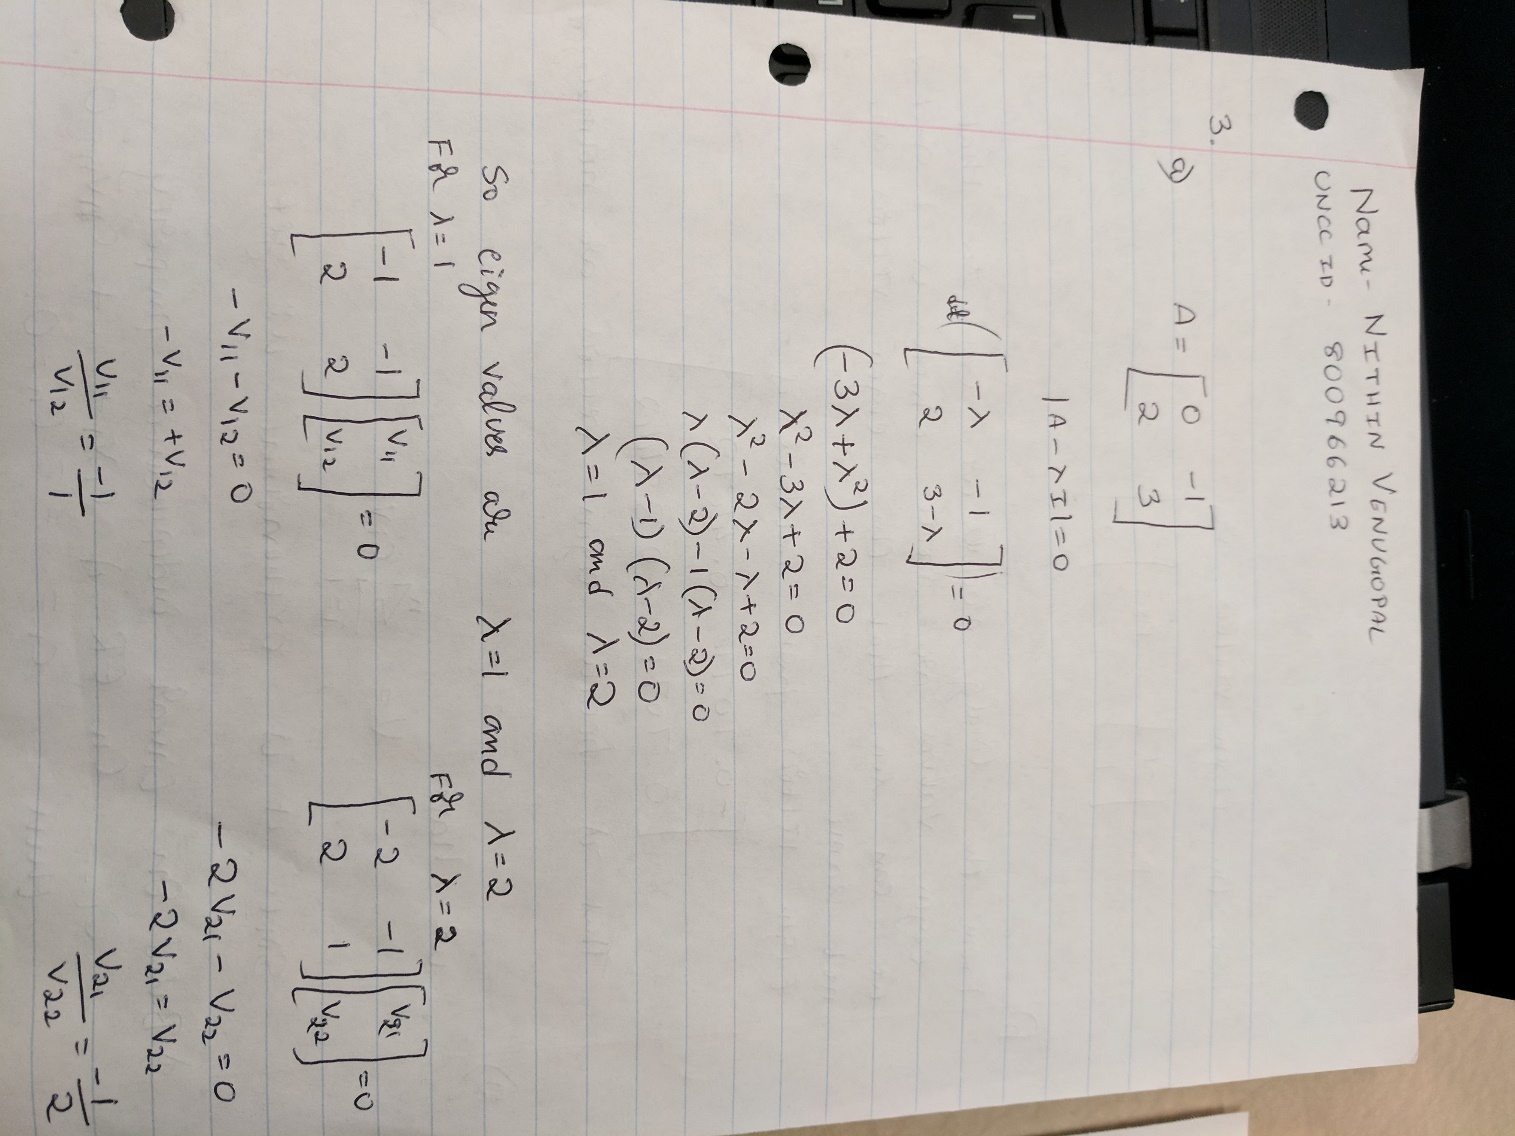 Name- NITHIN VENUGOPAL
UNCC ID- 800966213
3.
a) A = [0 -1
2 3]
|A-λI|=0
det([-λ -1
2 3-λ]) = 0
(-3λ+λ²)+2=0
λ²-3λ+2=0
λ²-2λ-λ+2=0
λ(λ-2)-1(λ-2)=0
(λ-1)(λ-2)=0
λ=1 and λ=2
So eigen values are λ=1 and λ=2
For λ=1
[-1 -1
2 2][V₁₁
V₁₂] = 0
-V₁₁-V₁₂=0
-V₁₁=+V₁₂
V₁₁/V₁₂ = -1/1
For λ=2
[-2 -1
2 1][V₂₁
V₂₂] = 0
-2V₂₁-V₂₂=0
-2V₂₁=V₂₂
V₂₁/V₂₂ = -1/2